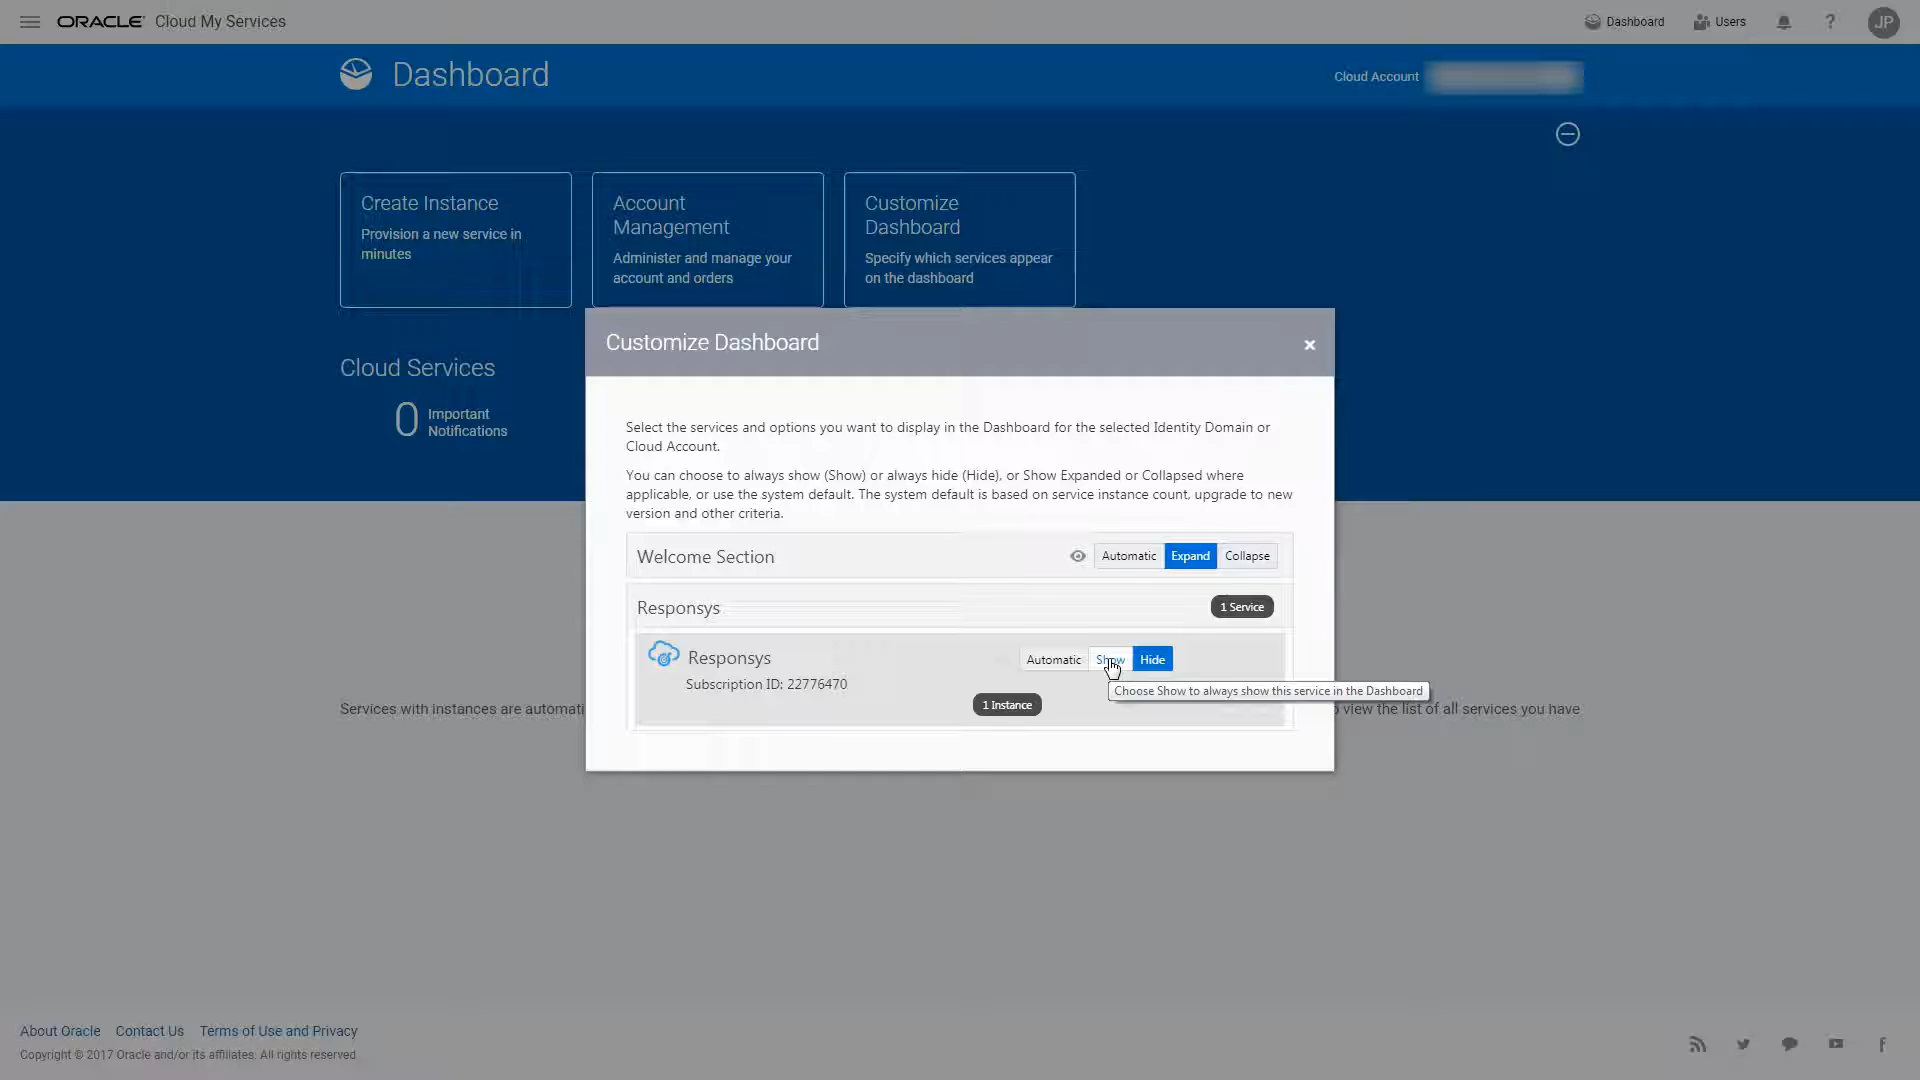 ORACLE Cloud My Services
Dashboard
Users
?
JP
Dashboard
Cloud Account
Create Instance
Provision a new service in
minutes
Account
Management
Administer and manage your
account and orders
Customize
Dashboard
Specify which services appear
on the dashboard
Cloud Services
0 Important
Notifications
Customize Dashboard
×
Select the services and options you want to display in the Dashboard for the selected Identity Domain or
Cloud Account.
You can choose to always show (Show) or always hide (Hide), or Show Expanded or Collapsed where
applicable, or use the system default. The system default is based on service instance count, upgrade to new
version and other criteria.
Welcome Section
Automatic Expand Collapse
Responsys
1 Service
Responsys
Automatic Show Hide
Subscription ID: 22776470
Choose Show to always show this service in the Dashboard
1 Instance
Services with instances are
view the list of all services you have
About Oracle Contact Us Terms of Use and Privacy
Copyright © 2017 Oracle and/or its affiliates. All rights reserved.